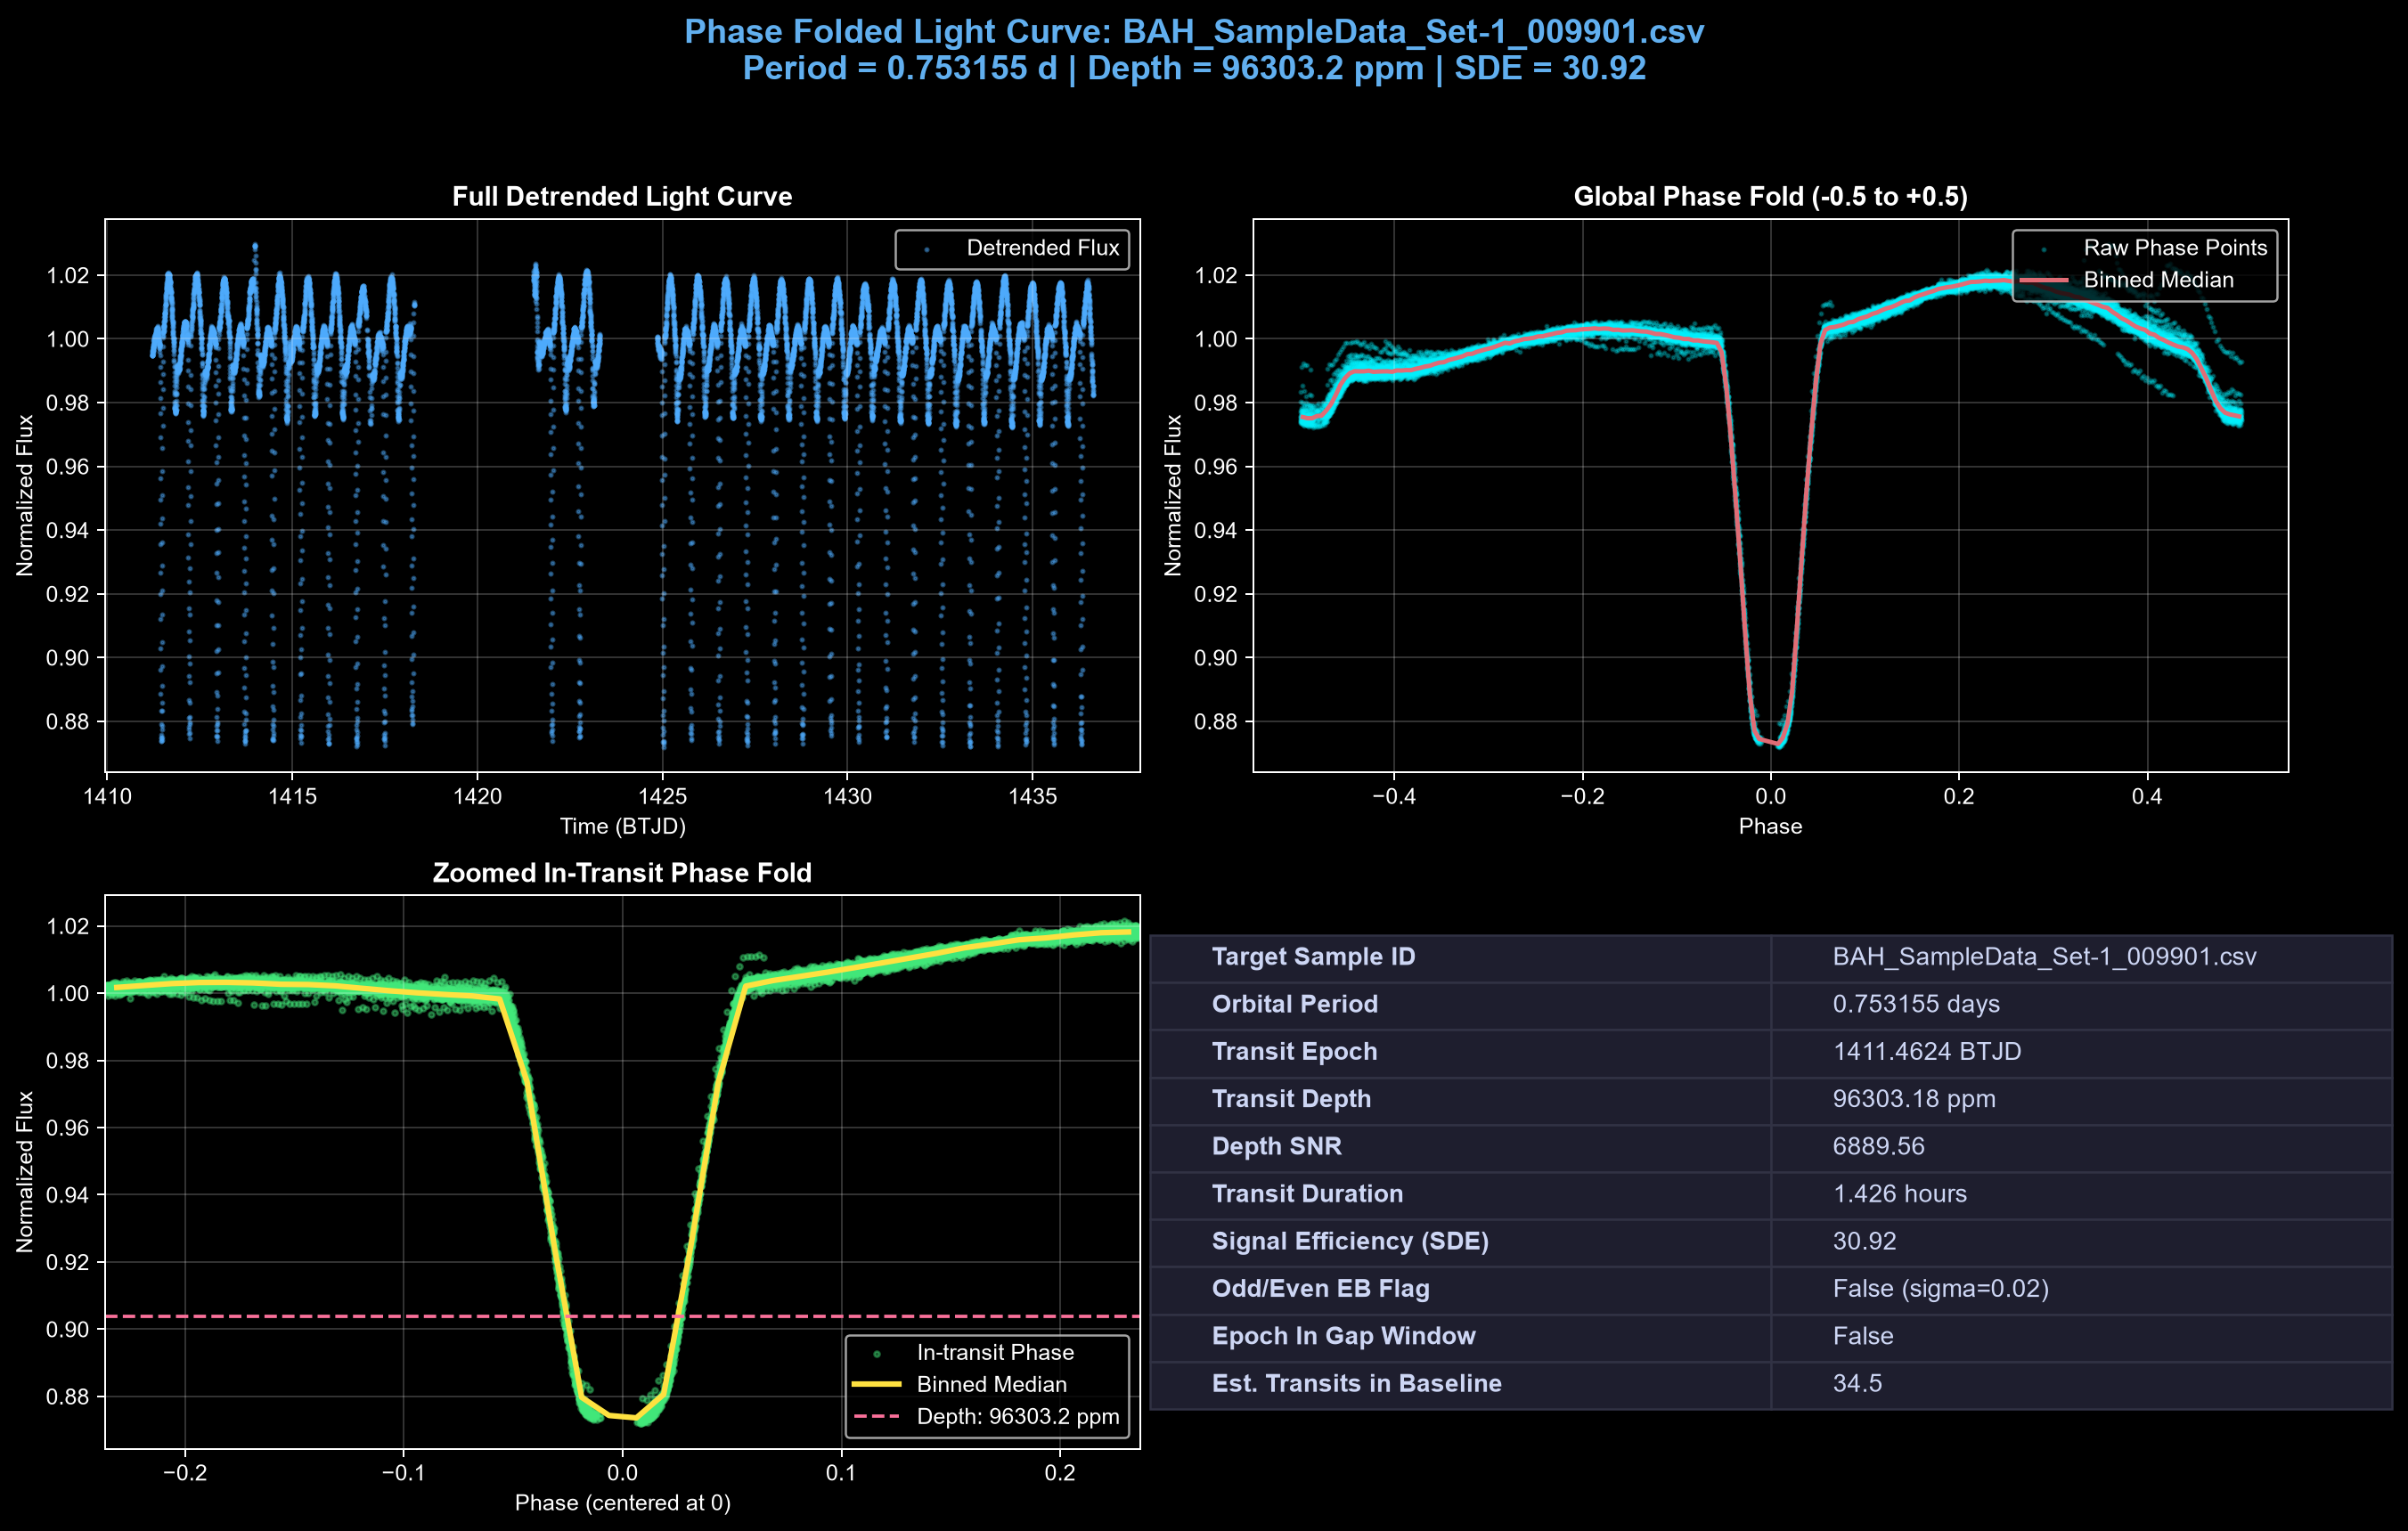 Phase Folded Light Curve: BAH_SampleData_Set-1_009901.csv
Period = 0.753155 d | Depth = 96303.2 ppm | SDE = 30.92
Full Detrended Light Curve
Detrended Flux
Normalized Flux
1.02
1.00
0.98
0.96
0.94
0.92
0.90
0.88
1410
1415
1420
1425
1430
1435
Time (BTJD)
Global Phase Fold (-0.5 to +0.5)
Raw Phase Points
Binned Median
Normalized Flux
1.02
1.00
0.98
0.96
0.94
0.92
0.90
0.88
−0.4
−0.2
0.0
0.2
0.4
Phase
Zoomed In-Transit Phase Fold
Normalized Flux
1.02
1.00
0.98
0.96
0.94
0.92
0.90
0.88
In-transit Phase
Binned Median
Depth: 96303.2 ppm
−0.2
−0.1
0.0
0.1
0.2
Phase (centered at 0)
Target Sample ID BAH_SampleData_Set-1_009901.csv
Orbital Period 0.753155 days
Transit Epoch 1411.4624 BTJD
Transit Depth 96303.18 ppm
Depth SNR 6889.56
Transit Duration 1.426 hours
Signal Efficiency (SDE) 30.92
Odd/Even EB Flag False (sigma=0.02)
Epoch In Gap Window False
Est. Transits in Baseline 34.5